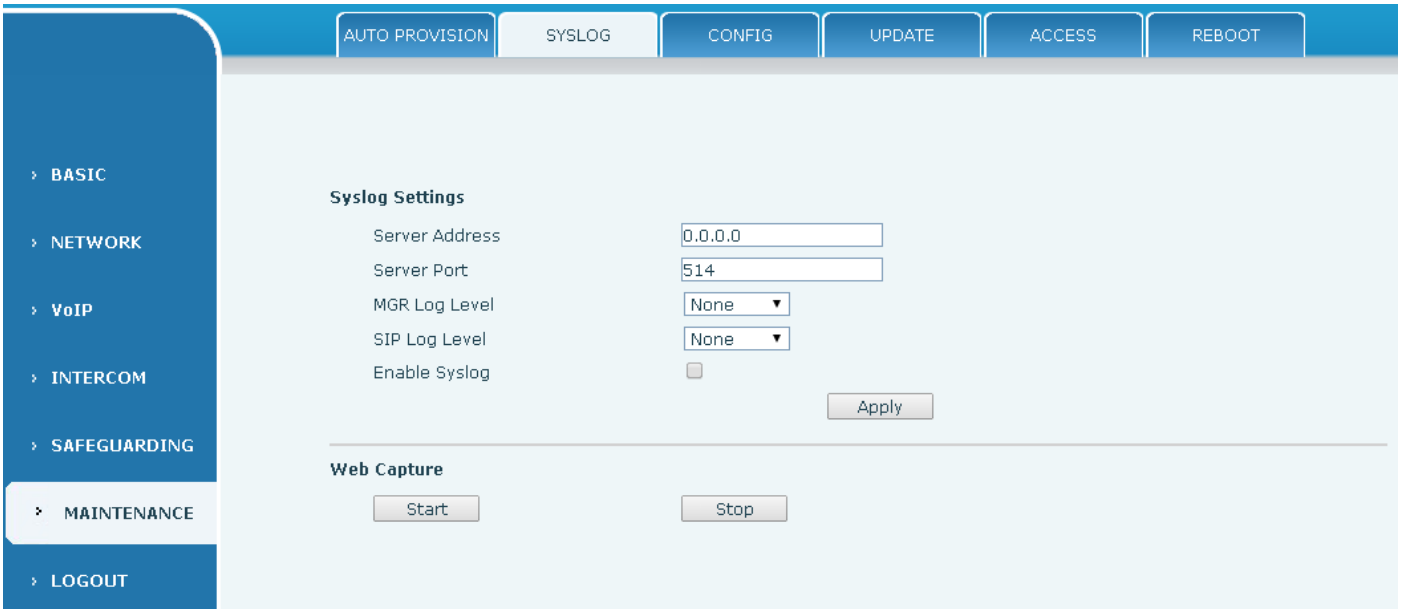 AUTO PROVISION SYSLOG CONFIG UPDATE ACCESS REBOOT
BASIC
NETWORK
VoIP
INTERCOM
SAFEGUARDING
MAINTENANCE
LOGOUT
Syslog Settings
Server Address 0.0.0.0
Server Port 514
MGR Log Level None
SIP Log Level None
Enable Syslog
Apply
Web Capture
Start Stop